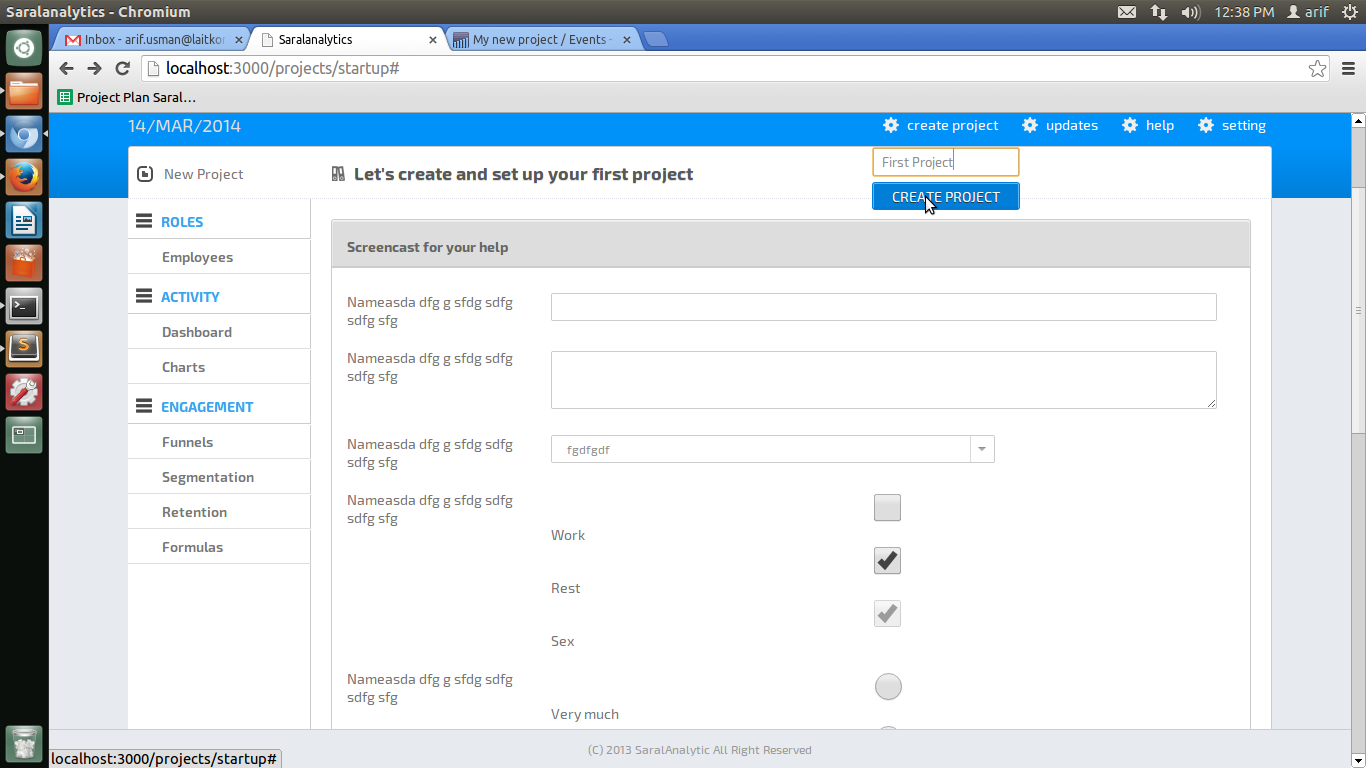 Saralanalytics - Chromium
12:38 PM arif
Inbox - arif.usman@laitko
Saralanalytics
My new project / Events -
localhost:3000/projects/startup#
Project Plan Saral...
14/MAR/2014
create project
updates
help
setting
New Project
Let's create and set up your first project
First Project
CREATE PROJECT
ROLES
Employees
ACTIVITY
Dashboard
Charts
ENGAGEMENT
Funnels
Segmentation
Retention
Formulas
Screencast for your help
Nameasda dfg g sfdg sdfg
sdfg sfg
Nameasda dfg g sfdg sdfg
sdfg sfg
Nameasda dfg g sfdg sdfg
sdfg sfg
fgdfgdf
Nameasda dfg g sfdg sdfg
sdfg sfg
Work
Rest
Sex
Nameasda dfg g sfdg sdfg
sdfg sfg
Very much
(C) 2013 SaralAnalytic All Right Reserved
localhost:3000/projects/startup#